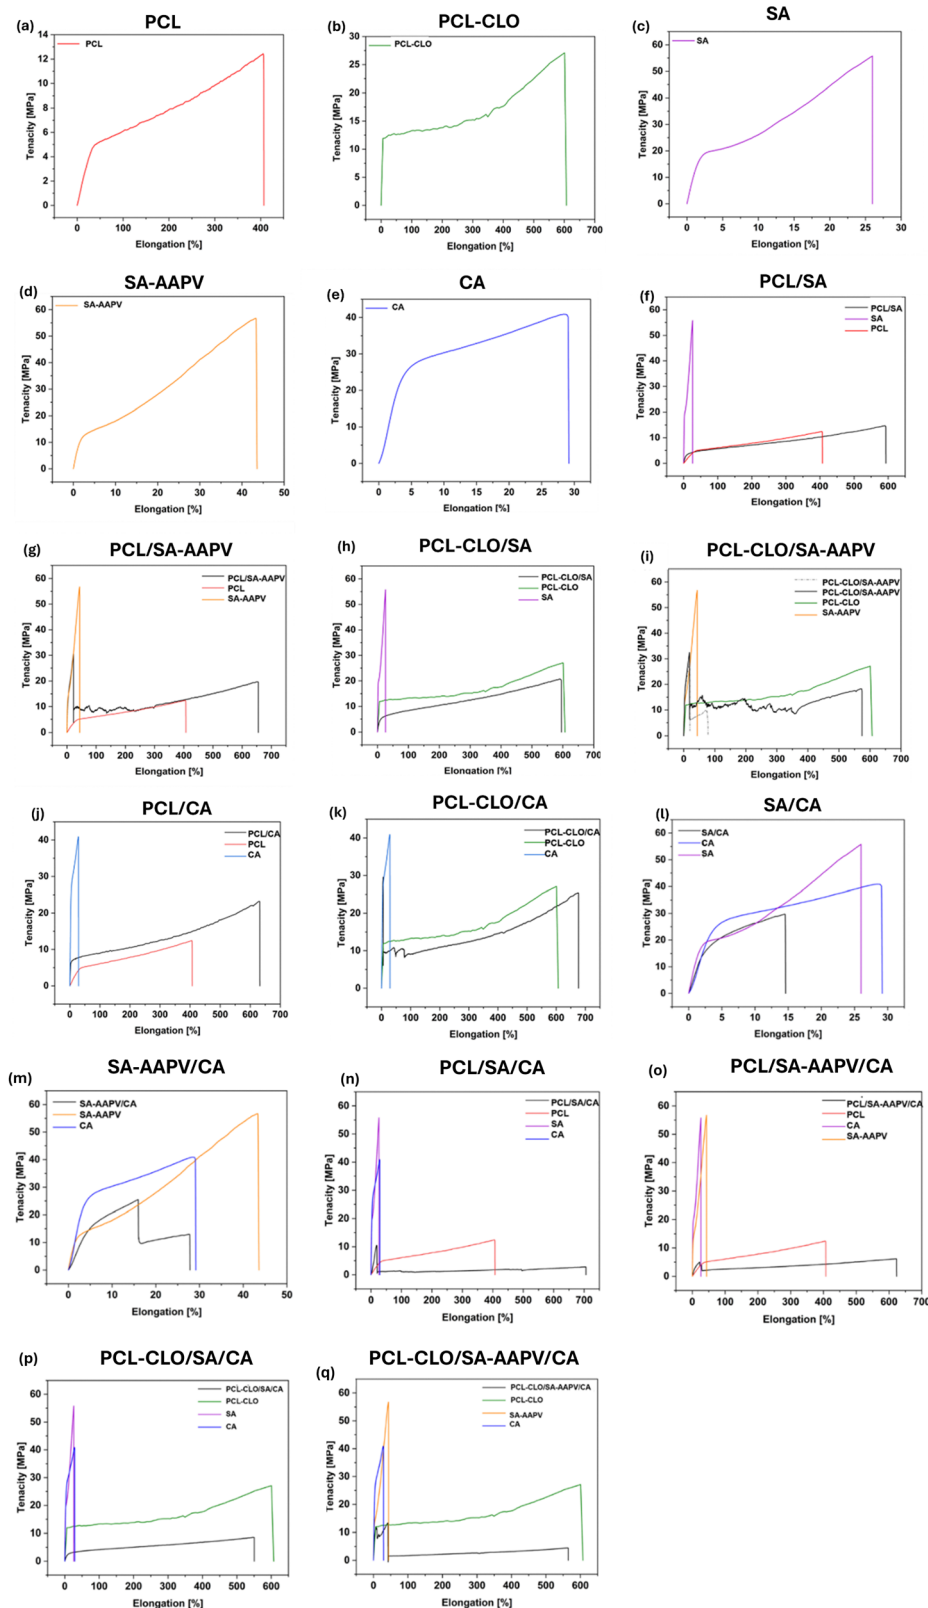 (a) PCL
PCL
Tenacity [MPa]
14
12
10
8
6
4
2
0
0 100 200 300 400
Elongation [%]
(b) PCL-CLO
PCL-CLO
Tenacity [MPa]
30
25
20
15
10
5
0
0 100 200 300 400 500 600 700
Elongation [%]
(c) SA
SA
Tenacity [MPa]
60
50
40
30
20
10
0
0 5 10 15 20 25 30
Elongation [%]
(d) SA-AAPV
SA-AAPV
Tenacity [MPa]
60
50
40
30
20
10
0
0 10 20 30 40 50
Elongation [%]
(e) CA
CA
Tenacity [MPa]
40
30
20
10
0
0 5 10 15 20 25 30
Elongation [%]
(f) PCL/SA
PCL/SA
SA
PCL
Tenacity [MPa]
60
50
40
30
20
10
0
0 100 200 300 400 500 600
Elongation [%]
(g) PCL/SA-AAPV
PCL/SA-AAPV
PCL
SA-AAPV
Tenacity [MPa]
60
50
40
30
20
10
0
0 100 200 300 400 500 600 700
Elongation [%]
(h) PCL-CLO/SA
PCL-CLO/SA
PCL-CLO
SA
Tenacity [MPa]
60
50
40
30
20
10
0
0 100 200 300 400 500 600 700
Elongation [%]
(i) PCL-CLO/SA-AAPV
PCL-CLO/SA-AAPV
PCL-CLO/SA-AAPV
PCL-CLO
SA-AAPV
Tenacity [MPa]
60
50
40
30
20
10
0
0 100 200 300 400 500 600 700
Elongation [%]
(j) PCL/CA
PCL/CA
PCL
CA
Tenacity [MPa]
40
30
20
10
0
0 100 200 300 400 500 600 700
Elongation [%]
(k) PCL-CLO/CA
PCL-CLO/CA
PCL-CLO
CA
Tenacity [MPa]
40
30
20
10
0
0 100 200 300 400 500 600 700
Elongation [%]
(l) SA/CA
SA/CA
CA
SA
Tenacity [MPa]
60
50
40
30
20
10
0
0 5 10 15 20 25 30
Elongation [%]
(m) SA-AAPV/CA
SA-AAPV/CA
SA-AAPV
CA
Tenacity [MPa]
60
50
40
30
20
10
0
0 10 20 30 40 50
Elongation [%]
(n) PCL/SA/CA
PCL/SA/CA
PCL
SA
CA
Tenacity [MPa]
60
50
40
30
20
10
0
0 100 200 300 400 500 600 700
Elongation [%]
(o) PCL/SA-AAPV/CA
PCL/SA-AAPV/CA
PCL
CA
SA-AAPV
Tenacity [MPa]
60
50
40
30
20
10
0
0 100 200 300 400 500 600
Elongation [%]
(p) PCL-CLO/SA/CA
PCL-CLO/SA/CA
PCL-CLO
SA
CA
Tenacity [MPa]
60
50
40
30
20
10
0
0 100 200 300 400 500 600
Elongation [%]
(q) PCL-CLO/SA-AAPV/CA
PCL-CLO/SA-AAPV/CA
PCL-CLO
SA-AAPV
CA
Tenacity [MPa]
60
50
40
30
20
10
0
0 100 200 300 400 500 600 700
Elongation [%]